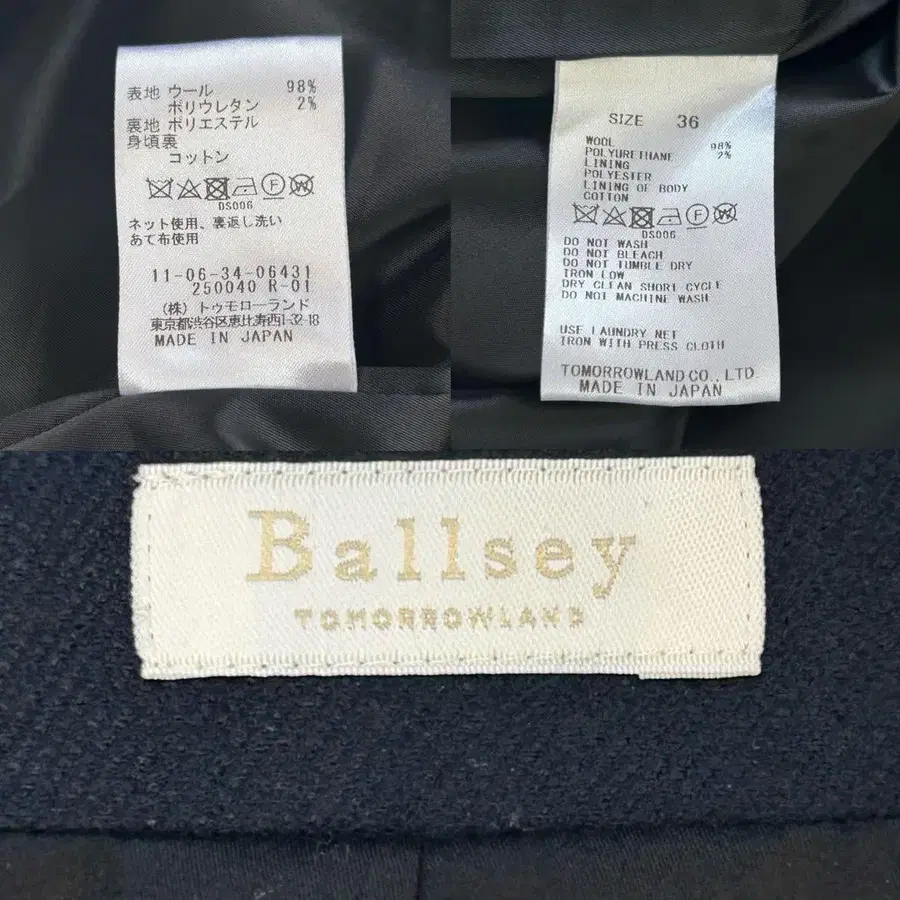 表地 ウール 98%
ポリウレタン 2%
裏地 ポリエステル
身頃裏
コットン
DS006
ネット使用、裏返し洗い
あて布使用
11-06-34-06431
250040 R-01
(株) トゥモローランド
東京都渋谷区恵比寿西1-32-18
MADE IN JAPAN
SIZE 36
WOOL 98%
POLYURETHANE 2%
LINING
POLYESTER
LINING OF BODY
COTTON
DS006
DO NOT WASH
DO NOT BLEACH
DO NOT TUMBLE DRY
IRON LOW
DRY CLEAN SHORT CYCLE
DO NOT MACHINE WASH
USE LAUNDRY NET
IRON WITH PRESS CLOTH
TOMORROWLAND CO., LTD.
MADE IN JAPAN
Ballsey
TOMORROWLAND